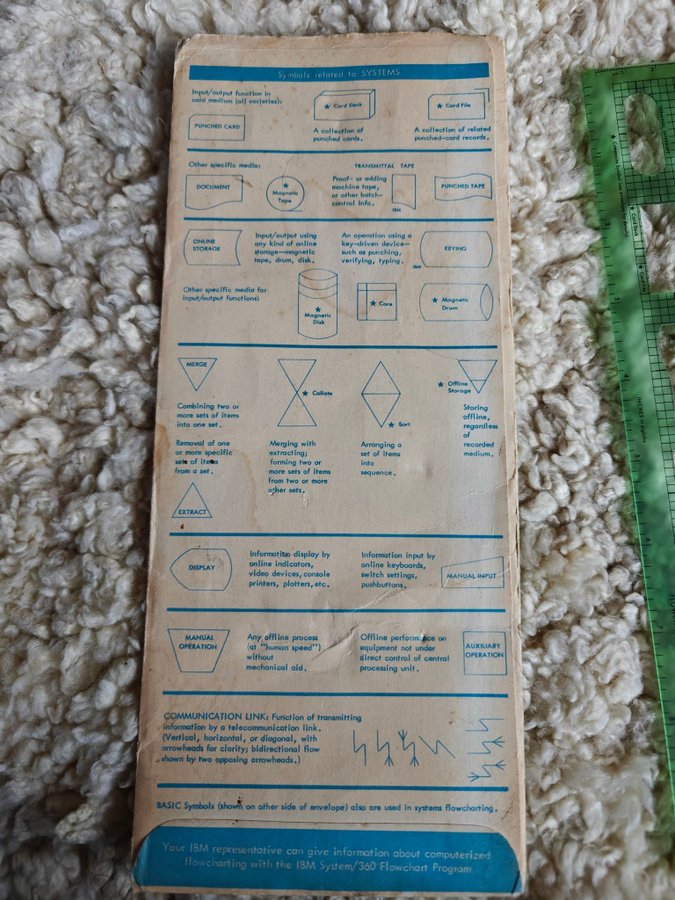 Symbols related to SYSTEMS
Input/output function in
card medium (all varieties):
PUNCHED CARD
★ Card Deck
A collection of
punched cards.
★ Card File
A collection of related
punched-card records.
Other specific media:
DOCUMENT
★
Magnetic
Tape
TRANSMITTAL TAPE
Proof- or adding
machine tape,
or other batch-
control info.
IBM
PUNCHED TAPE
ONLINE
STORAGE
Input/output using
any kind of online
storage—magnetic
tape, drum, disk.
An operation using a
key-driven device—
such as punching,
verifying, typing.
IBM
KEYING
Other specific media for
input/output functions:
★
Magnetic
Disk
★ Core
★ Magnetic
Drum
MERGE
Combining two or
more sets of items
into one set.
Removal of one
or more specific
sets of items
from a set.
EXTRACT
★ Collate
Merging with
extracting;
forming two or
more sets of items
from two or more
other sets.
★ Sort
Arranging a
set of items
into
sequence.
★ Offline
Storage
Storing
offline,
regardless
of
recorded
medium.
DISPLAY
Information display by
online indicators,
video devices, console
printers, plotters, etc.
Information input by
online keyboards,
switch settings,
pushbuttons.
MANUAL INPUT
MANUAL
OPERATION
Any offline process
(at "human speed")
without
mechanical aid.
Offline performance on
equipment not under
direct control of central
processing unit.
AUXILIARY
OPERATION
COMMUNICATION LINK: Function of transmitting
information by a telecommunication link.
(Vertical, horizontal, or diagonal, with
arrowheads for clarity; bidirectional flow
shown by two opposing arrowheads.)
BASIC Symbols (shown on other side of envelope) also are used in systems flowcharting.
Your IBM representative can give information about computerized
flowcharting with the IBM System/360 Flowchart Program